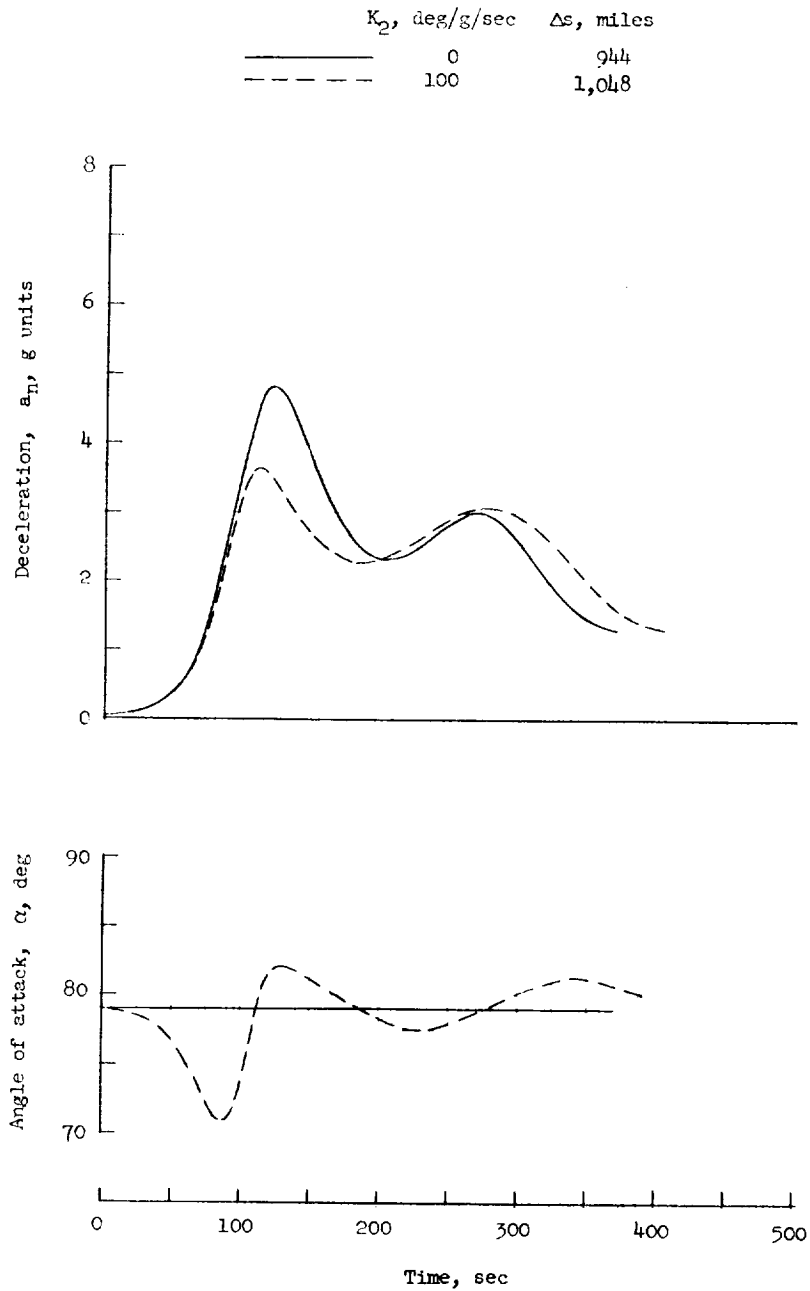 K2, deg/g/sec Δs, miles
0 944
100 1,048
8
6
4
2
0
Deceleration, an, g units
90
80
70
Angle of attack, α, deg
0 100 200 300 400 500
Time, sec